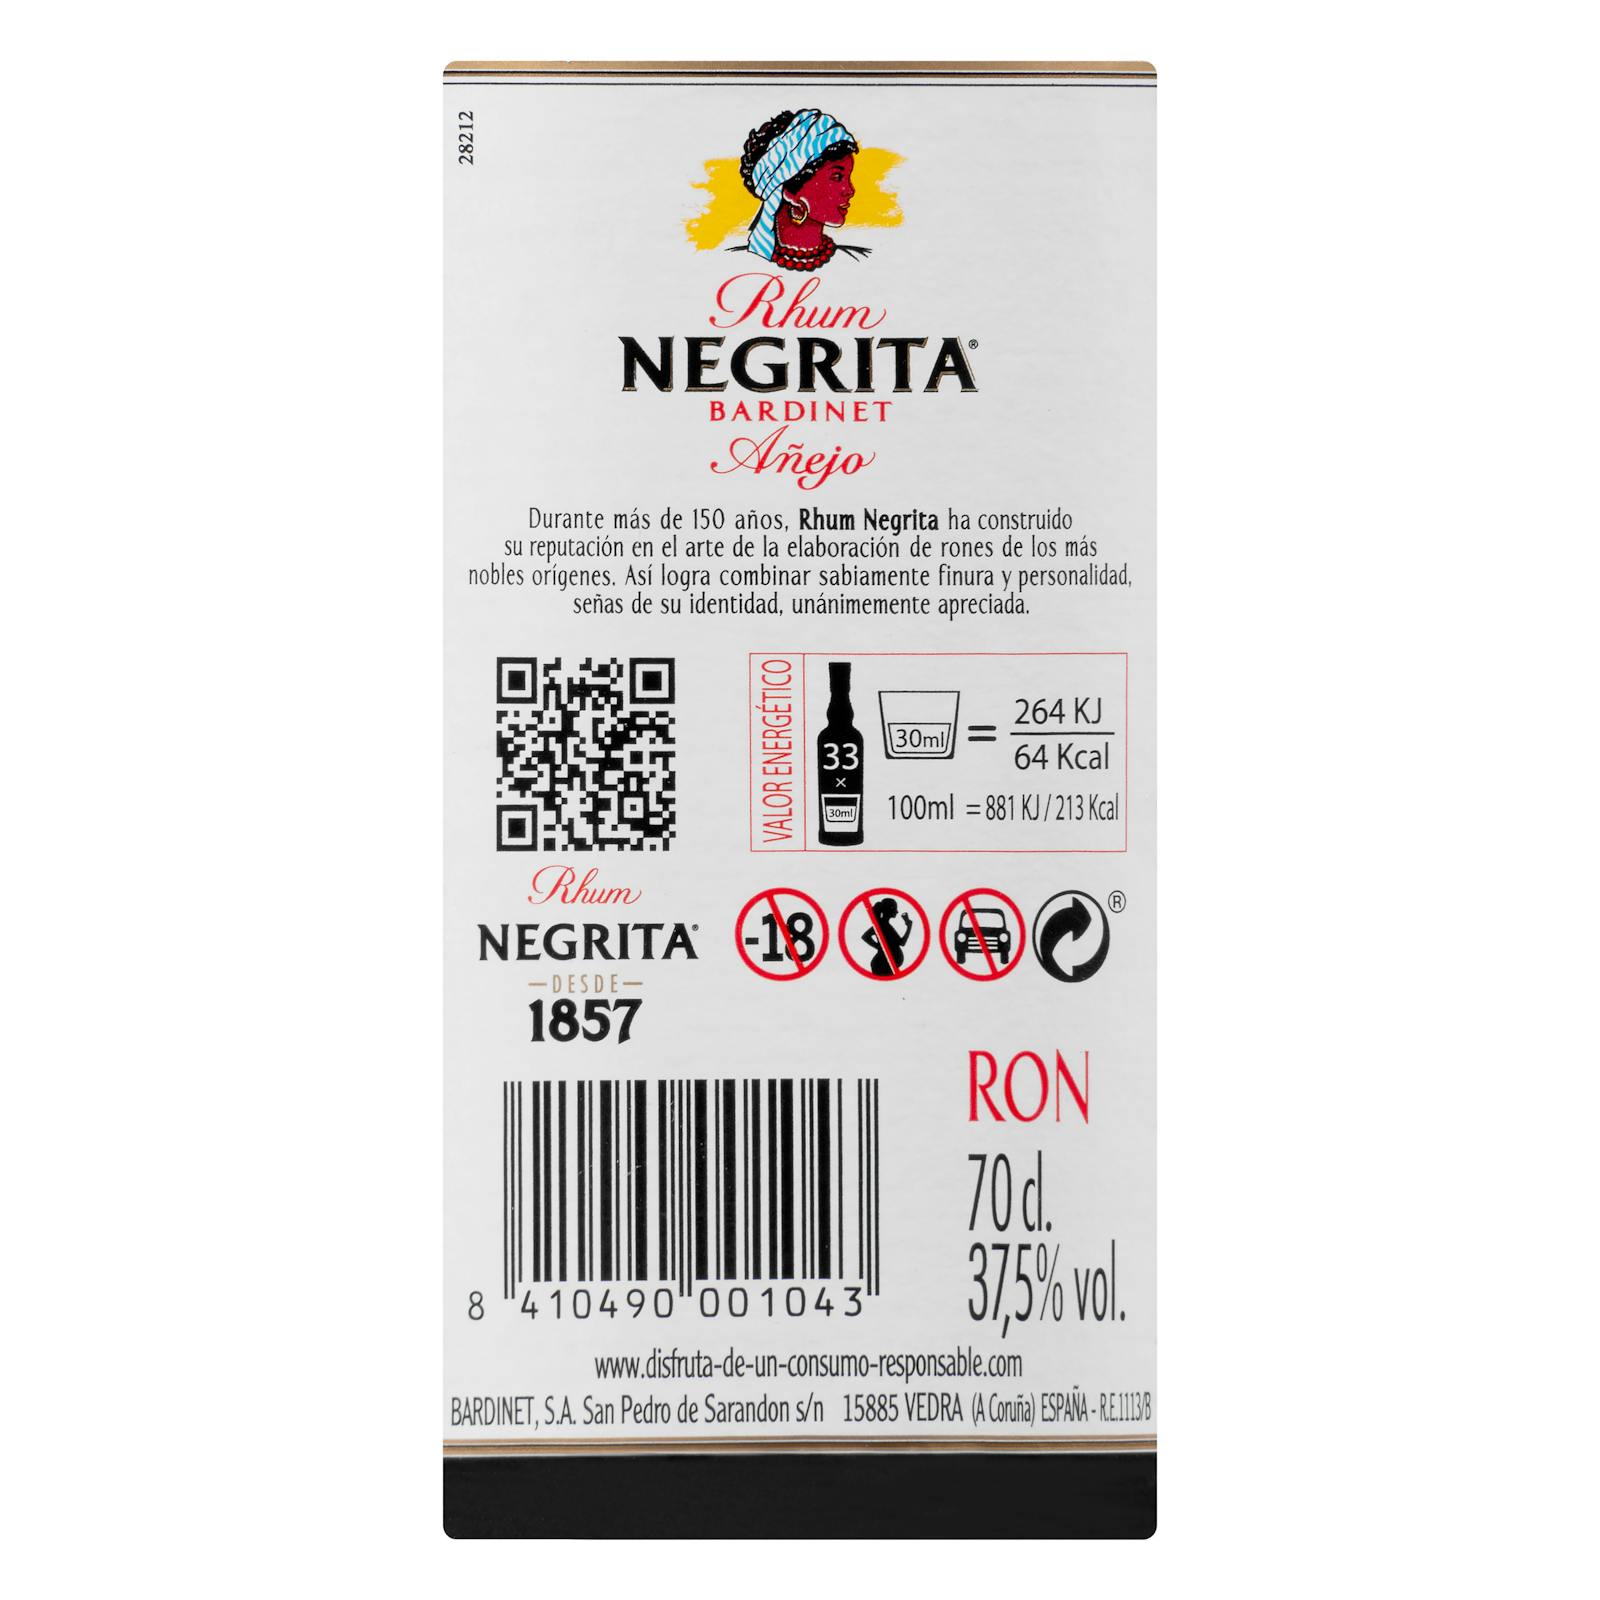 28212
Rhum
NEGRITA®
BARDINET
Añejo
Durante más de 150 años, Rhum Negrita ha construido
su reputación en el arte de la elaboración de rones de los más
nobles orígenes. Así logra combinar sabiamente finura y personalidad,
señas de su identidad, unánimemente apreciada.
VALOR ENERGÉTICO
33
×
30ml
30ml
=
264 KJ
64 Kcal
100ml = 881 KJ / 213 Kcal
Rhum
NEGRITA®
DESDE
1857
-18
®
RON
70 cl.
37,5% vol.
8 410490 001043
www.disfruta-de-un-consumo-responsable.com
BARDINET, S.A. San Pedro de Sarandon s/n 15885 VEDRA (A Coruña) ESPAÑA - R.E.1113/B